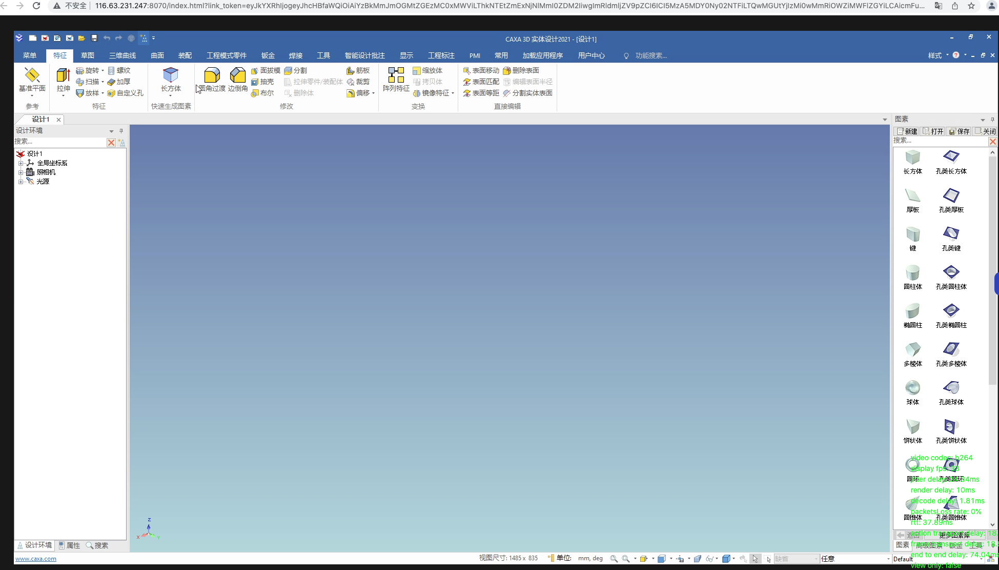 不安全 116.63.231.247:8070/index.html?link_token=
CAXA 3D 实体设计2021 - [设计1]
菜单 特征 草图 三维曲线 曲面 装配 工程模式零件 钣金 焊接 工具 智能设计批注 显示 工程标注 PMI 常用 加载应用程序 用户中心 功能搜索... 样式
旋转 螺纹 面拔模 分割 筋板 缩放体 表面移动 删除表面
扫描 加厚 抽壳 拉伸零件/装配体 裁剪 拷贝体 表面匹配 编辑表面半径
基准平面 拉伸 长方体 圆角过渡 边倒角 阵列特征
放样 自定义孔 布尔 删除体 偏移 镜像特征 表面等距 分割实体表面
参考 特征 快速生成图素 修改 变换 直接编辑
设计1
设计环境
搜索...
设计1
全局坐标系
照相机
光源
Z
X Y
设计环境 属性 搜索
图素
新建 打开 保存 关闭
搜索...
长方体 孔类长方体
厚板 孔类厚板
键 孔类键
圆柱体 孔类圆柱体
椭圆柱 孔类椭圆柱
多棱体 孔类多棱体
球体 孔类球体
饼状体 孔类饼状体
video codec: h264
display fps: 33
圆环 孔类圆环
render delay: 10ms
decode delay: 1.81ms
packetsLoss rate: 0%
圆锥体 孔类圆锥体
rtt: 37.89ms
返回 更多图素库
action transport delay: 18.
图素 高级图素 钣金 工具
frame transport delay: 18.9
end to end delay: 74.04ms
view only: false
www.caxa.com
视图尺寸: 1485 x 835 单位: mm, deg 缺省 任意 Default